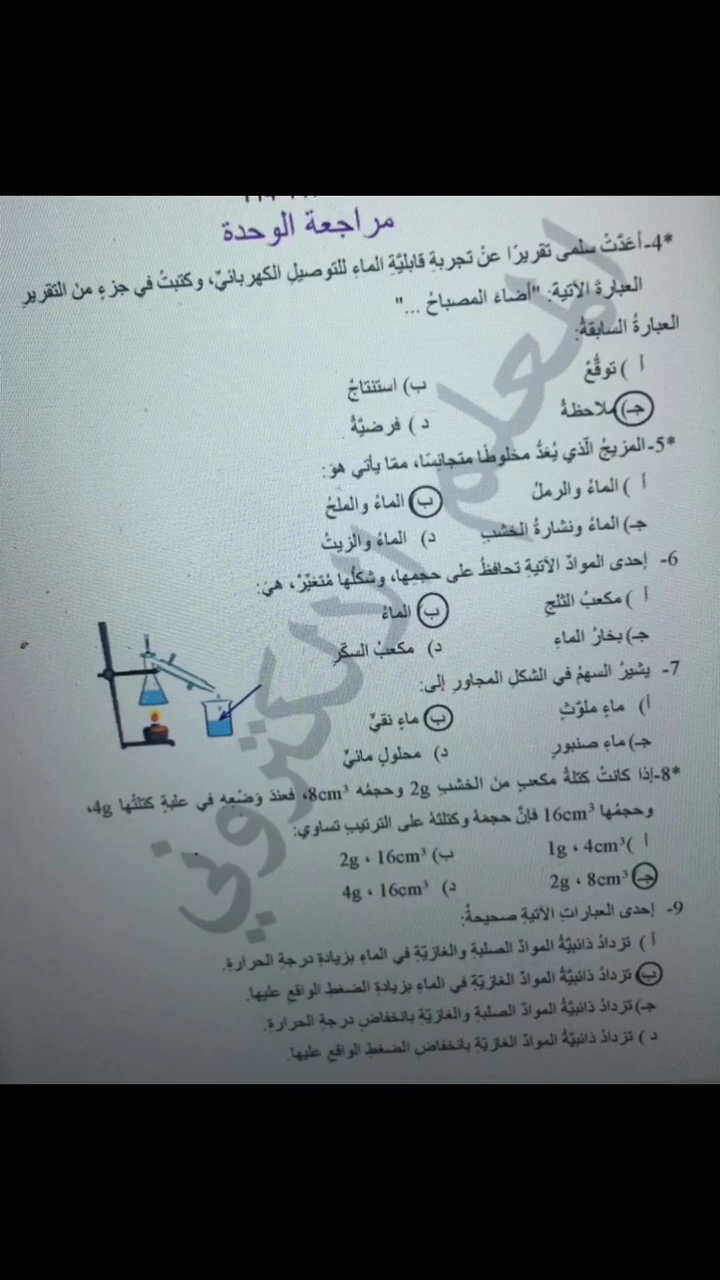 مراجعة الوحدة
*4- أعَدَّتْ سلمى تقريرًا عنْ تجربةِ قابليَّةِ الماءِ للتوصيلِ الكهربائيِّ، وكتبتْ في جزءٍ منَ التقريرِ
العبارةَ الآتيةَ: "أضاءَ المصباحُ ..."
العبارةُ السابقةُ:
أ ) توقُّعٌ ب) استنتاجٌ
جـ) ملاحظةٌ د ) فرضيَّةٌ
*5- المزيجُ الّذي يُعَدُّ مخلوطًا متجانسًا، ممّا يأتي هوَ:
أ ) الماءُ والرملُ ب) الماءُ والملحُ
جـ) الماءُ ونشارةُ الخشبِ د) الماءُ والزيتُ
6- إحدى الموادِّ الآتيةِ تحافظُ على حجمِها، وشكلُها مُتغيِّرٌ، هيَ:
أ ) مكعبُ الثلجِ ب) الماءُ
جـ) بخارُ الماءِ د) مكعبُ السكّرِ
7- يشيرُ السهمُ في الشكلِ المجاورِ إلى:
أ) ماءٍ ملوَّثٍ ب) ماءٍ نقيٍّ
جـ) ماءِ صنبورٍ د) محلولٍ مائيٍّ
*8- إذا كانتْ كتلةُ مكعبٍ منَ الخشبِ 2g وحجمُه 8cm³، فعندَ وَضْعِهِ في علبةٍ كتلتُها 4g،
وحجمُها 16cm³ فإنَّ حجمَهُ وكتلتَهُ على الترتيبِ تساوي:
أ ) 4cm³ ، 1g ب) 16cm³ ، 2g
جـ) 8cm³ ، 2g د) 16cm³ ، 4g
9- إحدى العباراتِ الآتيةِ صحيحةٌ:
أ ) تزدادُ ذائبيَّةُ الموادِّ الصلبةِ والغازيّةِ في الماءِ بزيادةِ درجةِ الحرارةِ.
ب) تزدادُ ذائبيَّةُ الموادِّ الغازيّةِ في الماءِ بزيادةِ الضغطِ الواقعِ عليها.
جـ) تزدادُ ذائبيَّةُ الموادِّ الصلبةِ والغازيّةِ بانخفاضِ درجةِ الحرارةِ.
د ) تزدادُ ذائبيَّةُ الموادِّ الغازيّةِ بانخفاضِ الضغطِ الواقعِ عليها.
المعلم الالكتروني